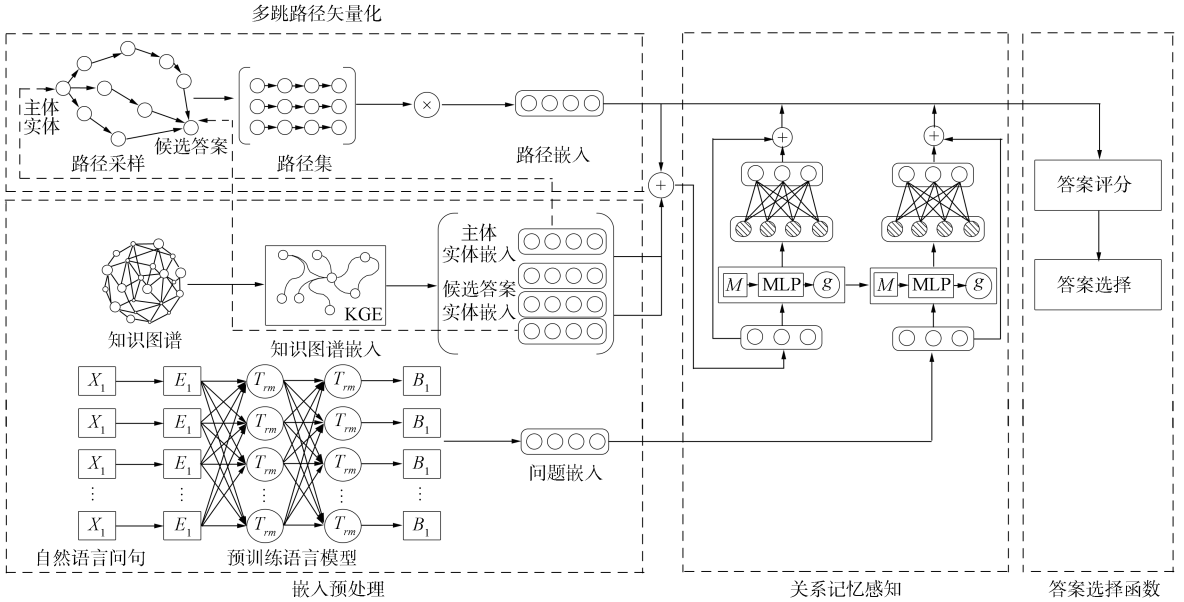 多跳路径矢量化
主体
实体
路径采样
候选答案
路径集
×
路径嵌入
+
主体
实体嵌入
候选答案
实体嵌入
知识图谱
KGE
知识图谱嵌入
X₁ E₁ Tᵣₘ Tᵣₘ B₁
X₁ E₁ Tᵣₘ Tᵣₘ B₁
X₁ E₁ Tᵣₘ Tᵣₘ B₁
⋮ ⋮ ⋮ ⋮ ⋮
X₁ E₁ Tᵣₘ Tᵣₘ B₁
自然语言问句
预训练语言模型
问题嵌入
嵌入预处理
+ +
M MLP g M MLP g
关系记忆感知
答案评分
答案选择
答案选择函数